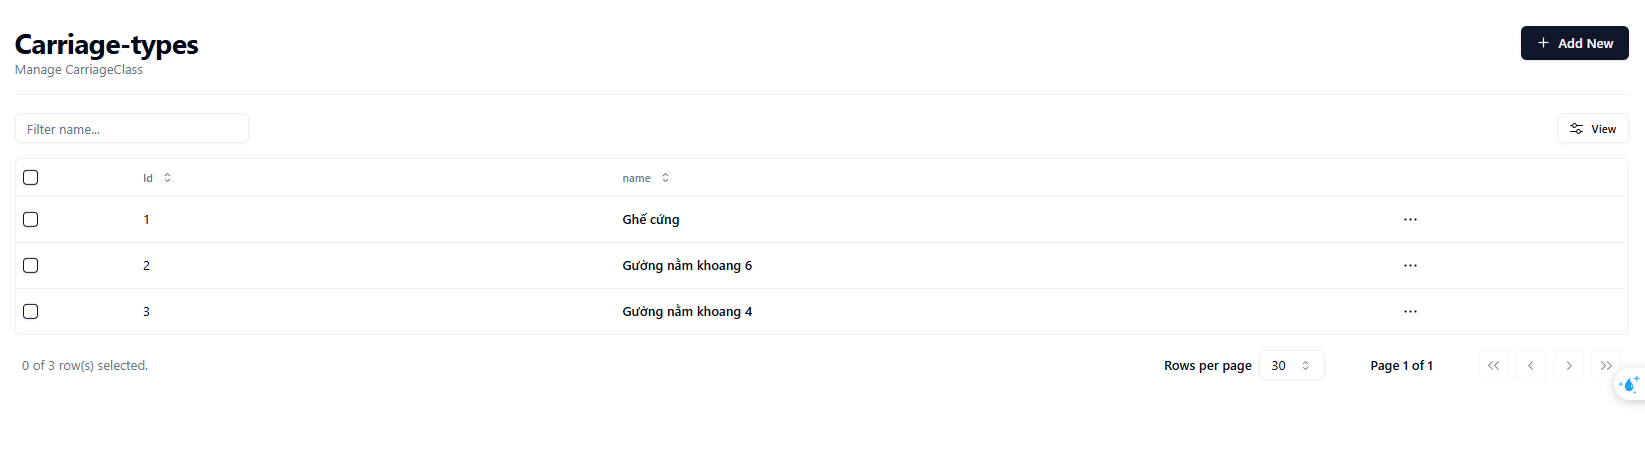 Carriage-types
Add New
Manage CarriageClass
Filter name...
View
Id name
1 Ghế cứng ...
2 Gường nằm khoang 6 ...
3 Gường nằm khoang 4 ...
0 of 3 row(s) selected. Rows per page 30 Page 1 of 1